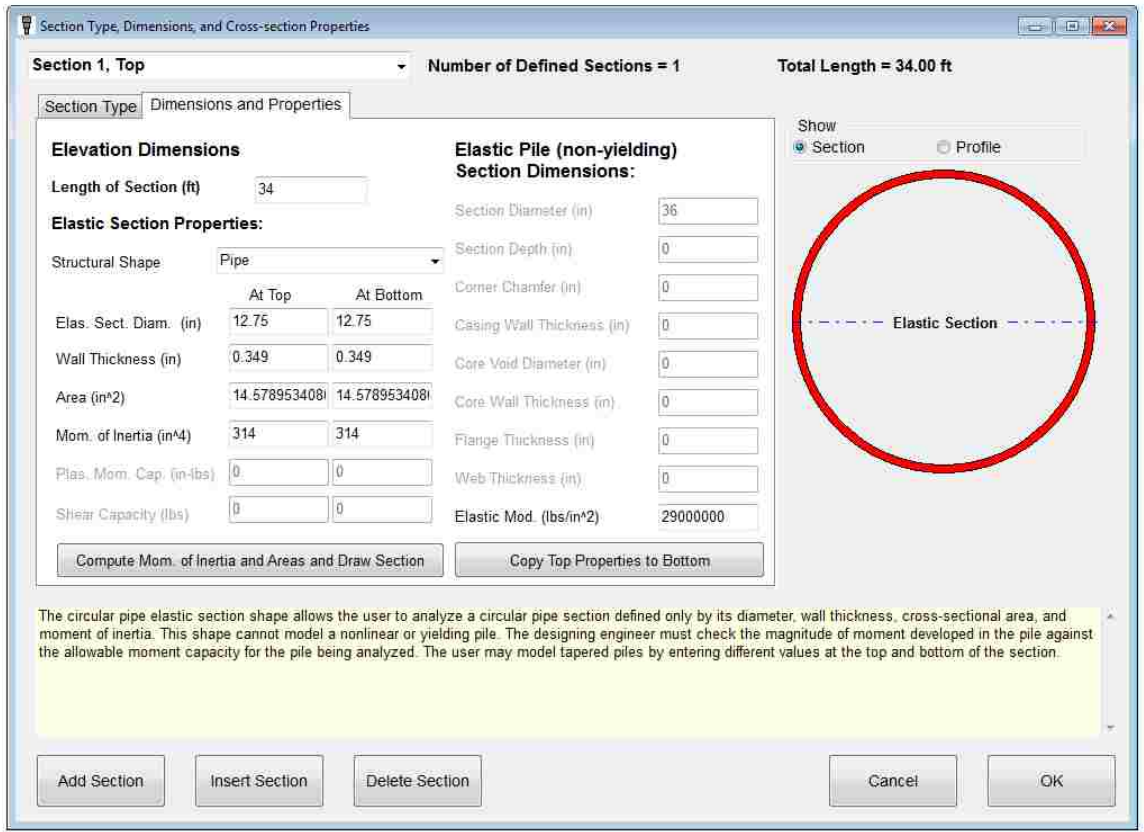 Section Type, Dimensions, and Cross-section Properties
Section 1, Top
Number of Defined Sections = 1
Total Length = 34.00 ft
Section Type
Dimensions and Properties
Elevation Dimensions
Length of Section (ft)
34
Elastic Section Properties:
Structural Shape
Pipe
At Top
At Bottom
Elas. Sect. Diam. (in)
12.75
12.75
Wall Thickness (in)
0.349
0.349
Area (in^2)
14.578953408
14.578953408
Mom. of Inertia (in^4)
314
314
Plas. Mom. Cap. (in-lbs)
0
0
Shear Capacity (lbs)
0
0
Compute Mom. of Inertia and Areas and Draw Section
Elastic Pile (non-yielding)
Section Dimensions:
Section Diameter (in)
36
Section Depth (in)
0
Corner Chamfer (in)
0
Casing Wall Thickness (in)
0
Core Void Diameter (in)
0
Core Wall Thickness (in)
0
Flange Thickness (in)
0
Web Thickness (in)
0
Elastic Mod. (lbs/in^2)
29000000
Copy Top Properties to Bottom
Show
Section
Profile
Elastic Section
The circular pipe elastic section shape allows the user to analyze a circular pipe section defined only by its diameter, wall thickness, cross-sectional area, and
moment of inertia. This shape cannot model a nonlinear or yielding pile. The designing engineer must check the magnitude of moment developed in the pile against
the allowable moment capacity for the pile being analyzed. The user may model tapered piles by entering different values at the top and bottom of the section.
Add Section
Insert Section
Delete Section
Cancel
OK